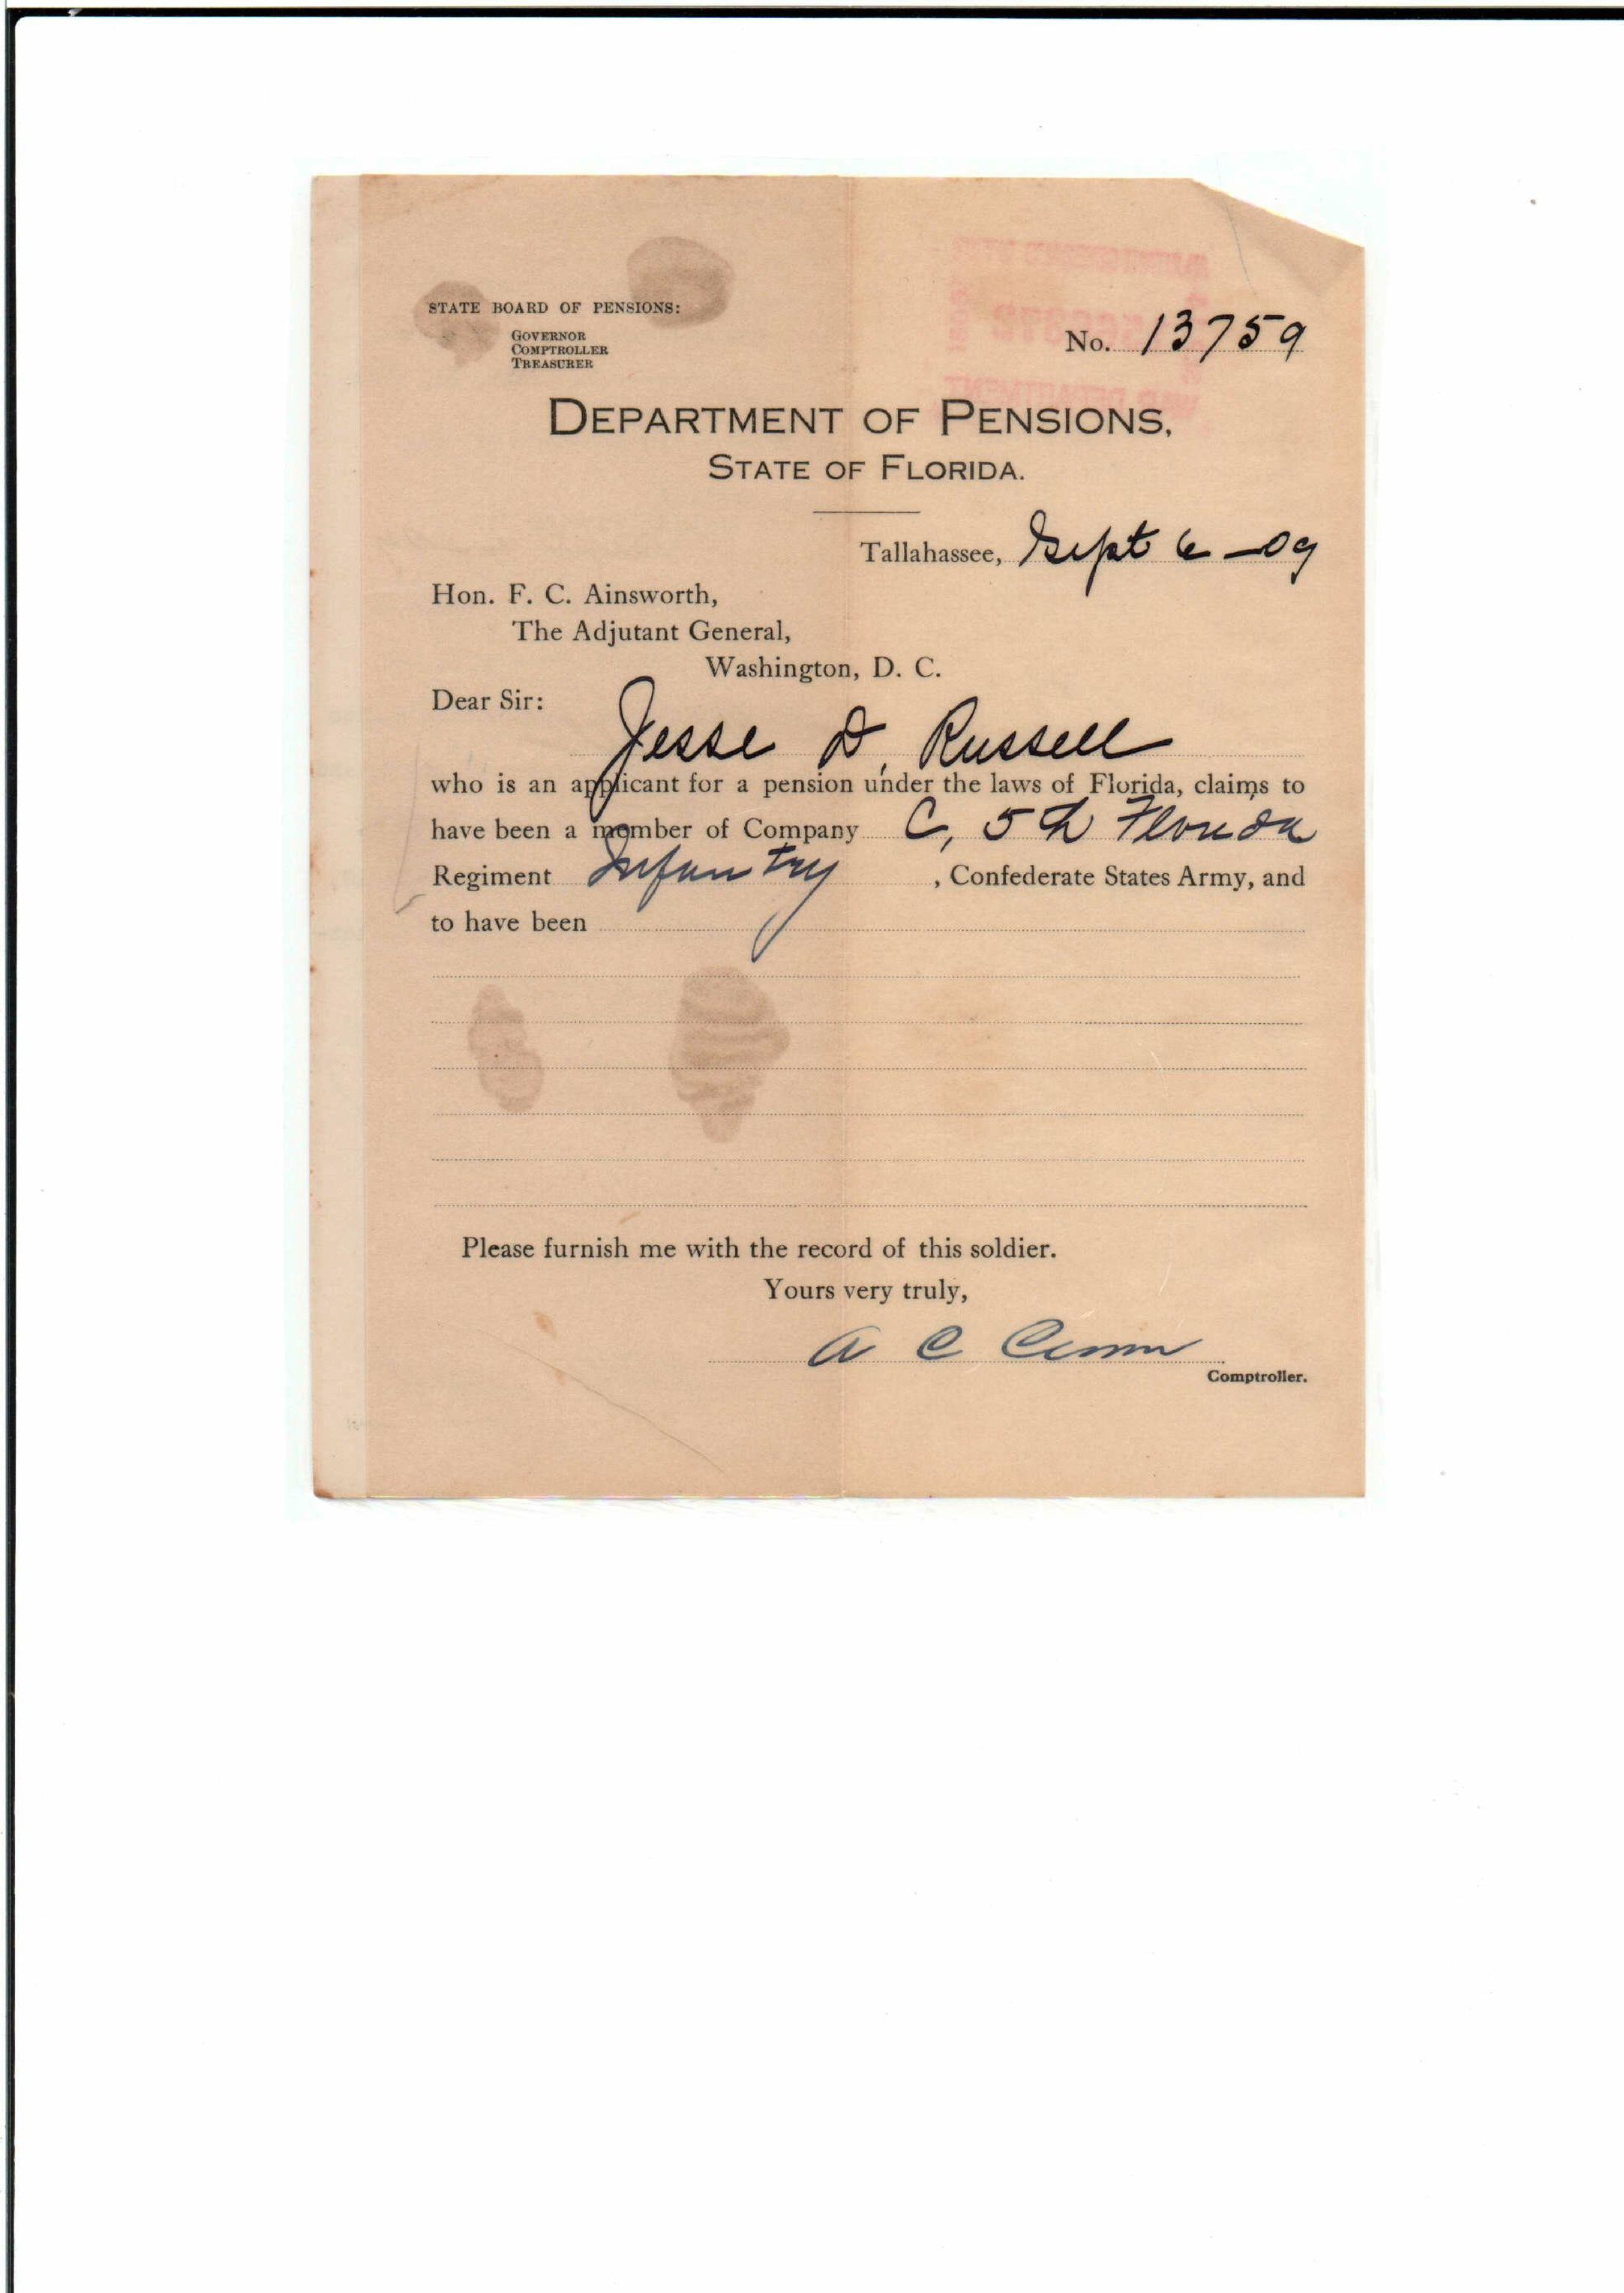 STATE BOARD OF PENSIONS:
GOVERNOR
COMPTROLLER
TREASURER
No. 13759
DEPARTMENT OF PENSIONS,
STATE OF FLORIDA.
Tallahassee, Sept 6-09
Hon. F. C. Ainsworth,
The Adjutant General,
Washington, D. C.
Dear Sir:
Jesse D. Russell
who is an applicant for a pension under the laws of Florida, claims to
have been a member of Company C, 5th Florida
Regiment Infantry, Confederate States Army, and
to have been
Please furnish me with the record of this soldier.
Yours very truly,
A C
Comptroller.